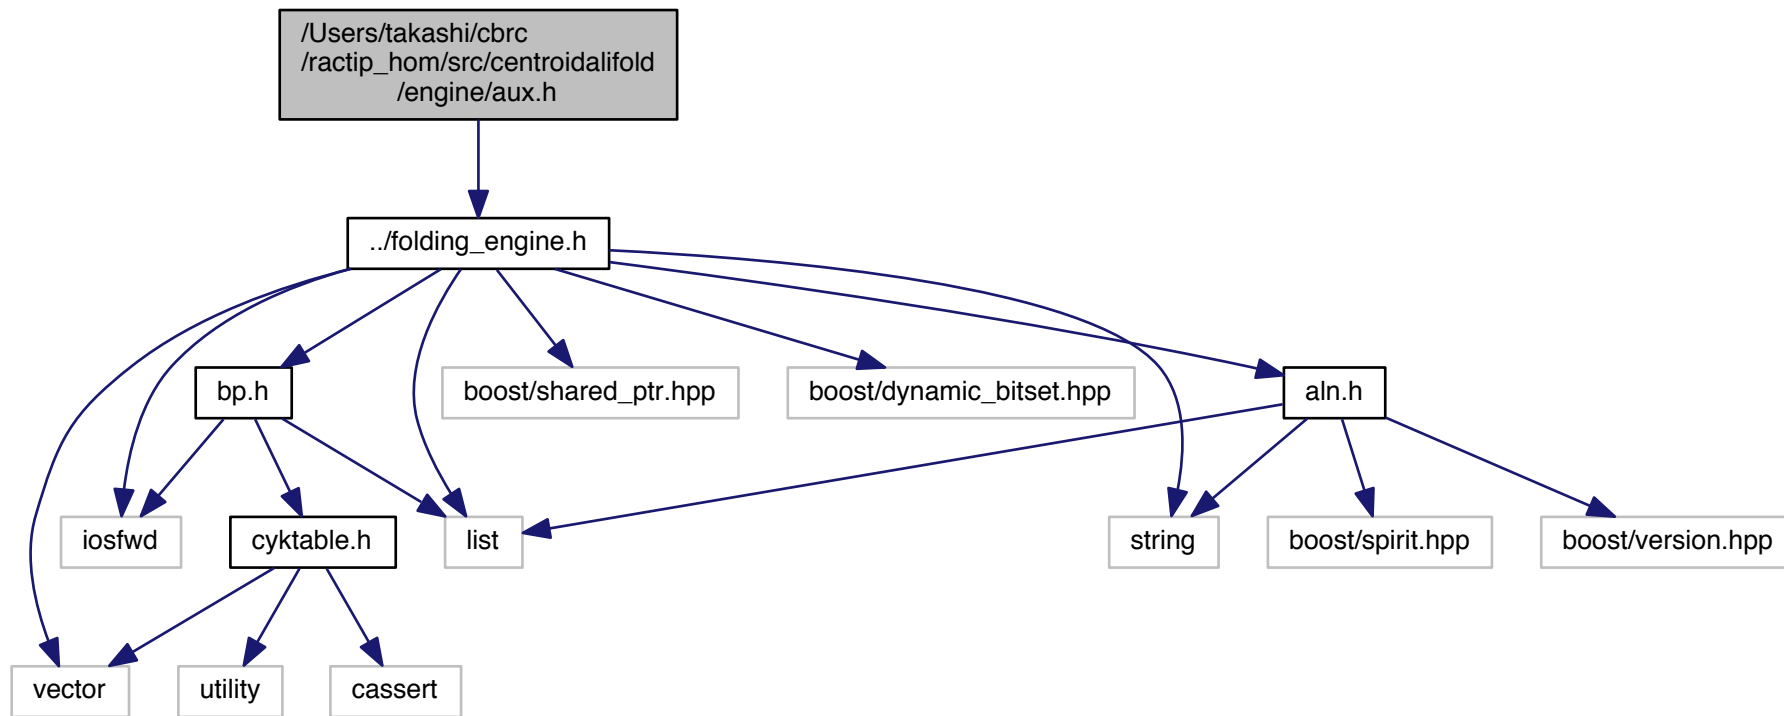 /Users/takashi/cbrc
/ractip_hom/src/centroidalifold
/engine/aux.h
../folding_engine.h
bp.h
boost/shared_ptr.hpp
boost/dynamic_bitset.hpp
aln.h
iosfwd
cyktable.h
list
string
boost/spirit.hpp
boost/version.hpp
vector
utility
cassert